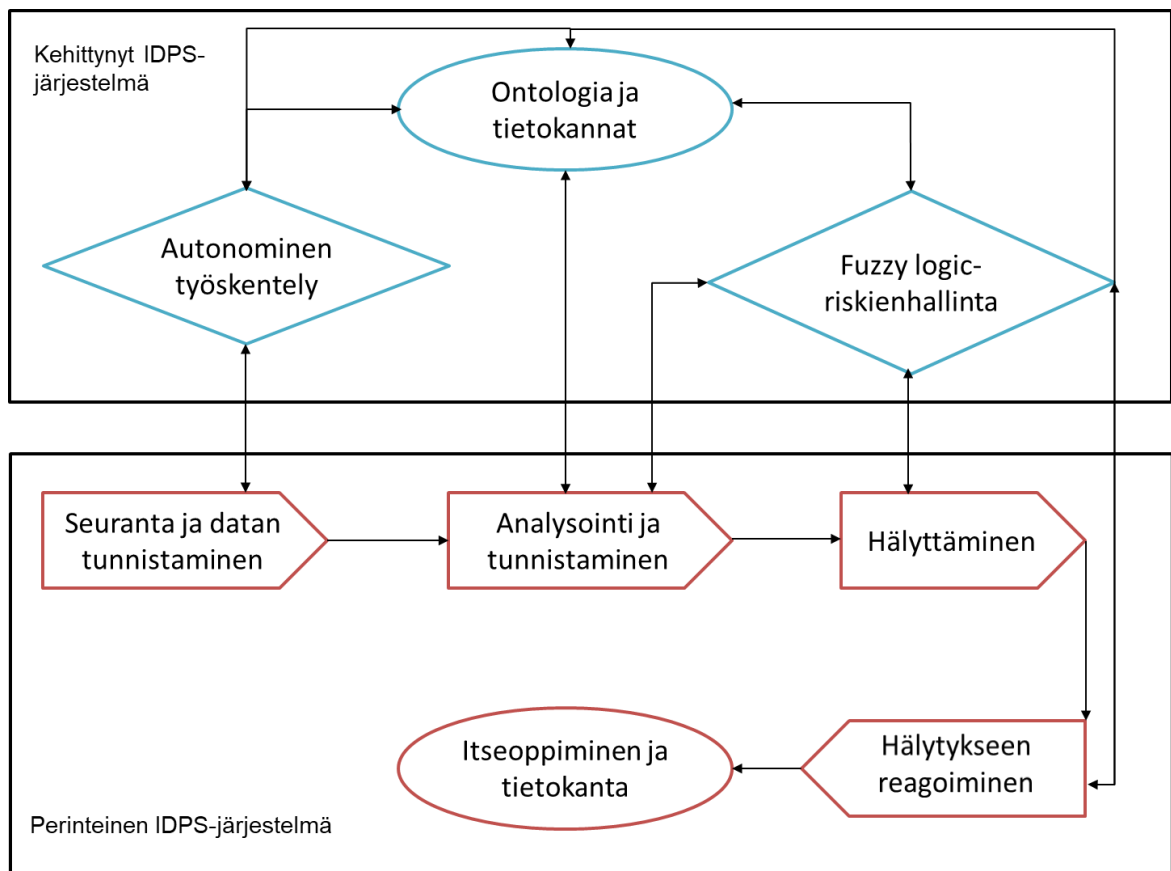 Kehittynyt IDPS-
järjestelmä
Ontologia ja
tietokannat
Autonominen
työskentely
Fuzzy logic-
riskienhallinta
Seuranta ja datan
tunnistaminen
Analysointi ja
tunnistaminen
Hälyttäminen
Itseoppiminen ja
tietokanta
Hälytykseen
reagoiminen
Perinteinen IDPS-järjestelmä